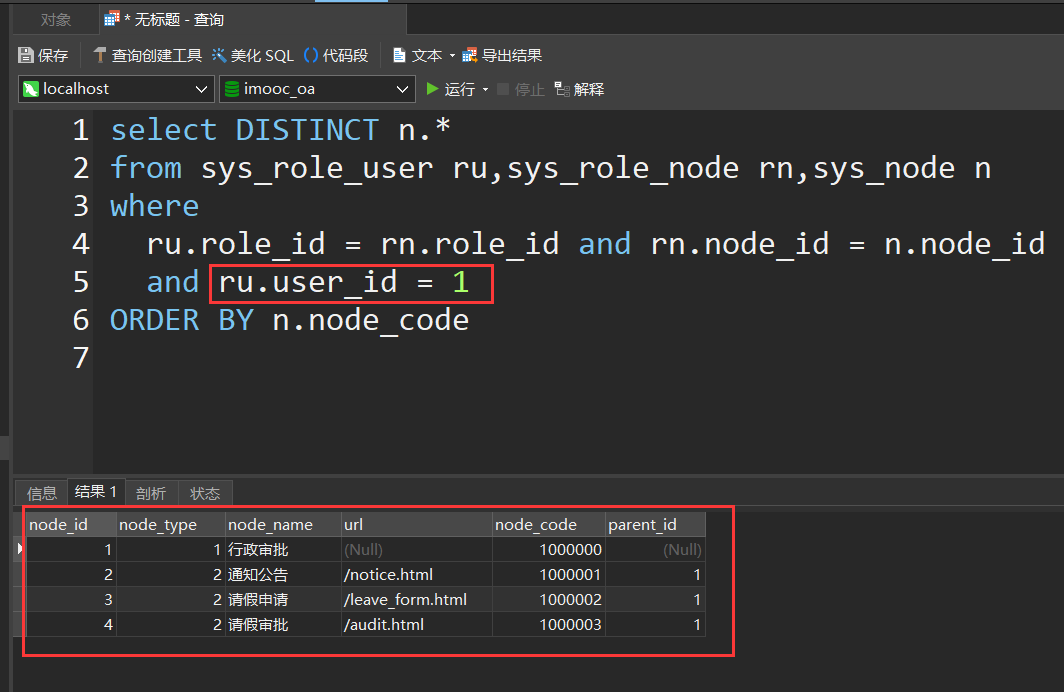 对象 * 无标题 - 查询
保存 查询创建工具 美化 SQL 代码段 文本 导出结果
localhost imooc_oa 运行 停止 解释
1 select DISTINCT n.*
2 from sys_role_user ru,sys_role_node rn,sys_node n
3 where
4 ru.role_id = rn.role_id and rn.node_id = n.node_id
5 and ru.user_id = 1
6 ORDER BY n.node_code
7
信息 结果 1 剖析 状态
node_id node_type node_name url node_code parent_id
1 1 行政审批 (Null) 1000000 (Null)
2 2 通知公告 /notice.html 1000001 1
3 2 请假申请 /leave_form.html 1000002 1
4 2 请假审批 /audit.html 1000003 1